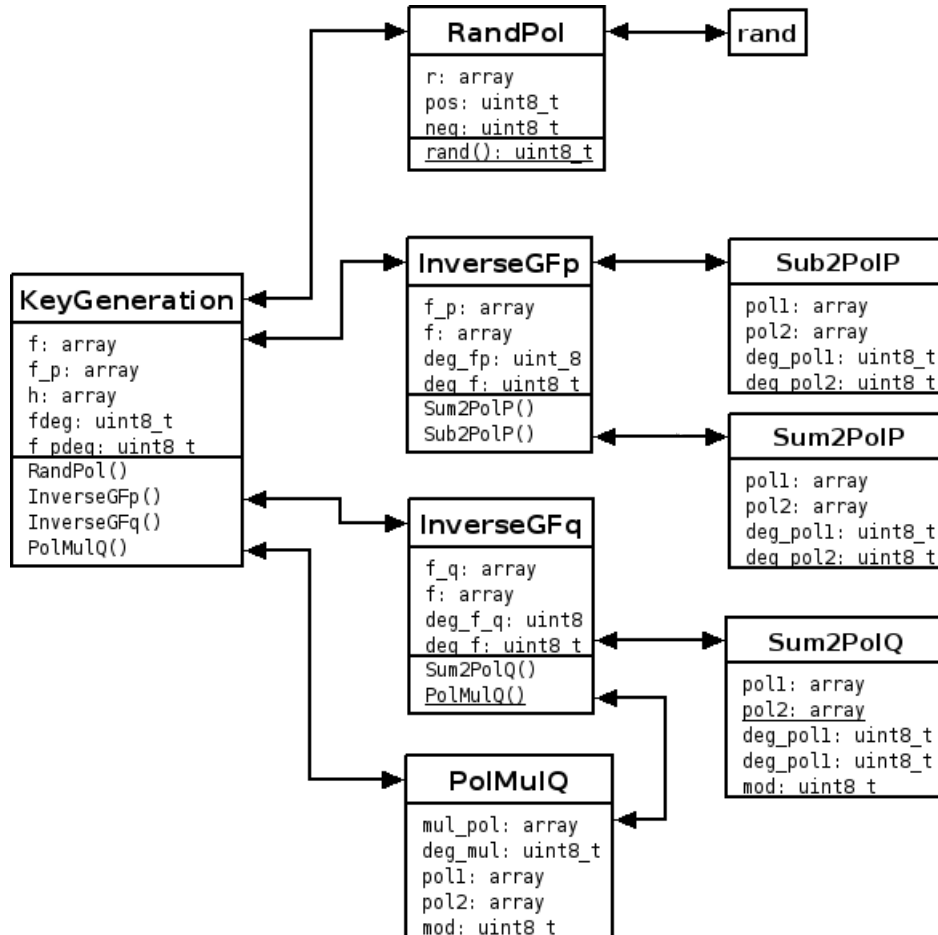 RandPol
r: array
pos: uint8_t
neg: uint8_t
rand(): uint8_t
rand
KeyGeneration
f: array
f_p: array
h: array
fdeg: uint8_t
f_pdeg: uint8_t
RandPol()
InverseGFp()
InverseGFq()
PolMulQ()
InverseGFp
f_p: array
f: array
deg_fp: uint_8
deg_f: uint8_t
Sum2PolP()
Sub2PolP()
Sub2PolP
pol1: array
pol2: array
deg_pol1: uint8_t
deg_pol2: uint8_t
Sum2PolP
pol1: array
pol2: array
deg_pol1: uint8_t
deg_pol2: uint8_t
InverseGFq
f_q: array
f: array
deg_f_q: uint8
deg_f: uint8_t
Sum2PolQ()
PolMulQ()
Sum2PolQ
pol1: array
pol2: array
deg_pol1: uint8_t
deg_pol1: uint8_t
mod: uint8_t
PolMulQ
mul_pol: array
deg_mul: uint8_t
pol1: array
pol2: array
mod: uint8_t